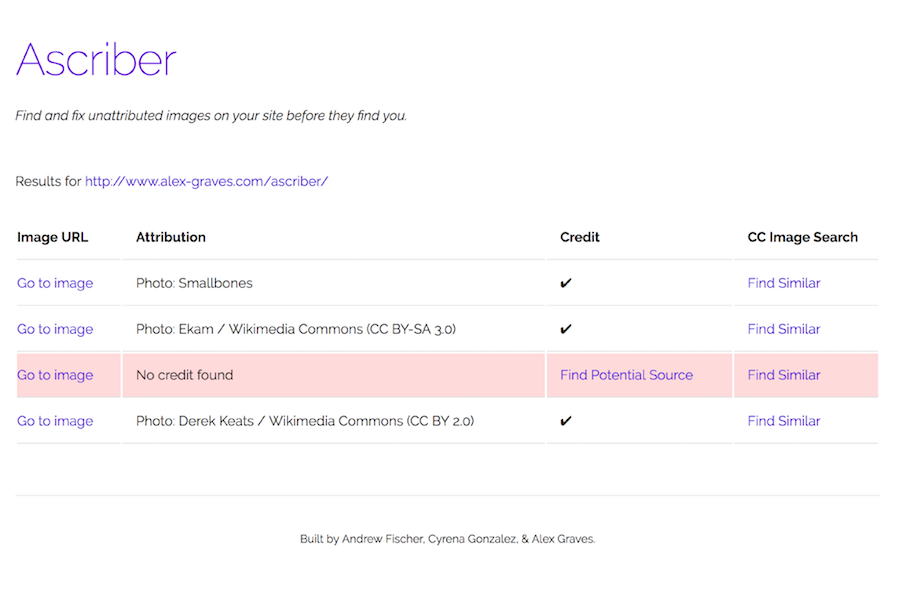 Ascriber
Find and fix unattributed images on your site before they find you.
Results for http://www.alex-graves.com/ascriber/
Image URL Attribution Credit CC Image Search
Go to image Photo: Smallbones ✔ Find Similar
Go to image Photo: Ekam / Wikimedia Commons (CC BY-SA 3.0) ✔ Find Similar
Go to image No credit found Find Potential Source Find Similar
Go to image Photo: Derek Keats / Wikimedia Commons (CC BY 2.0) ✔ Find Similar
Built by Andrew Fischer, Cyrena Gonzalez, & Alex Graves.